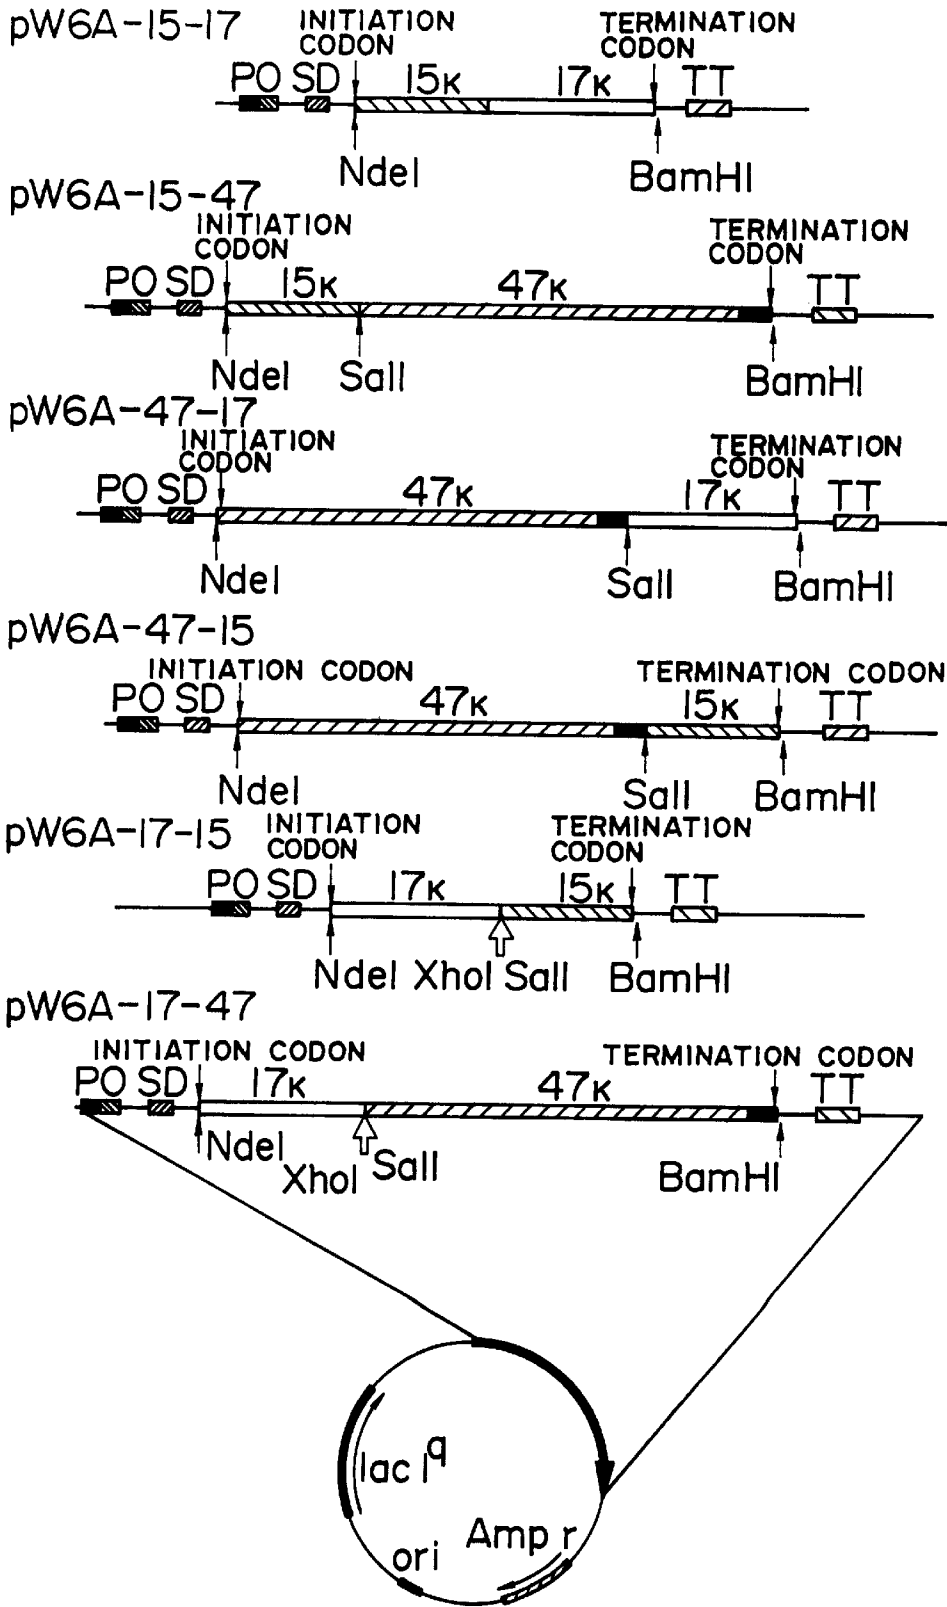 pW6A-15-17
INITIATION
CODON
TERMINATION
CODON
PO SD 15K 17K TT
NdeI BamHI
pW6A-15-47
INITIATION
CODON
TERMINATION
CODON
PO SD 15K 47K TT
NdeI SalI BamHI
pW6A-47-17
INITIATION
CODON
TERMINATION
CODON
PO SD 47K 17K TT
NdeI SalI BamHI
pW6A-47-15
INITIATION CODON TERMINATION CODON
PO SD 47K 15K TT
NdeI SalI BamHI
pW6A-17-15
INITIATION
CODON
TERMINATION
CODON
PO SD 17K 15K TT
NdeI XhoI SalI BamHI
pW6A-17-47
INITIATION CODON TERMINATION CODON
PO SD 17K 47K TT
NdeI XhoI SalI BamHI
lac I q
Amp r
ori